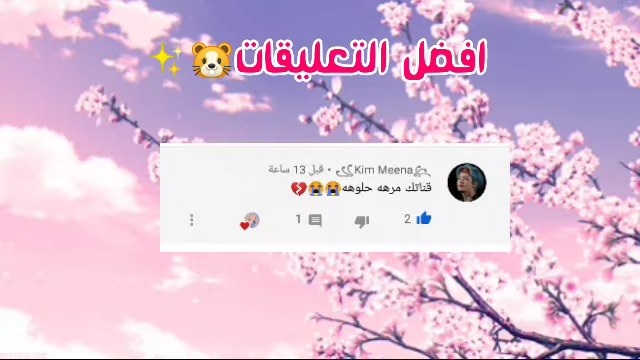 افضل التعليقات🐯✨
Kim Meena • قبل 13 ساعة
قناتك مرهه حلوهه😭😭💔
2
1